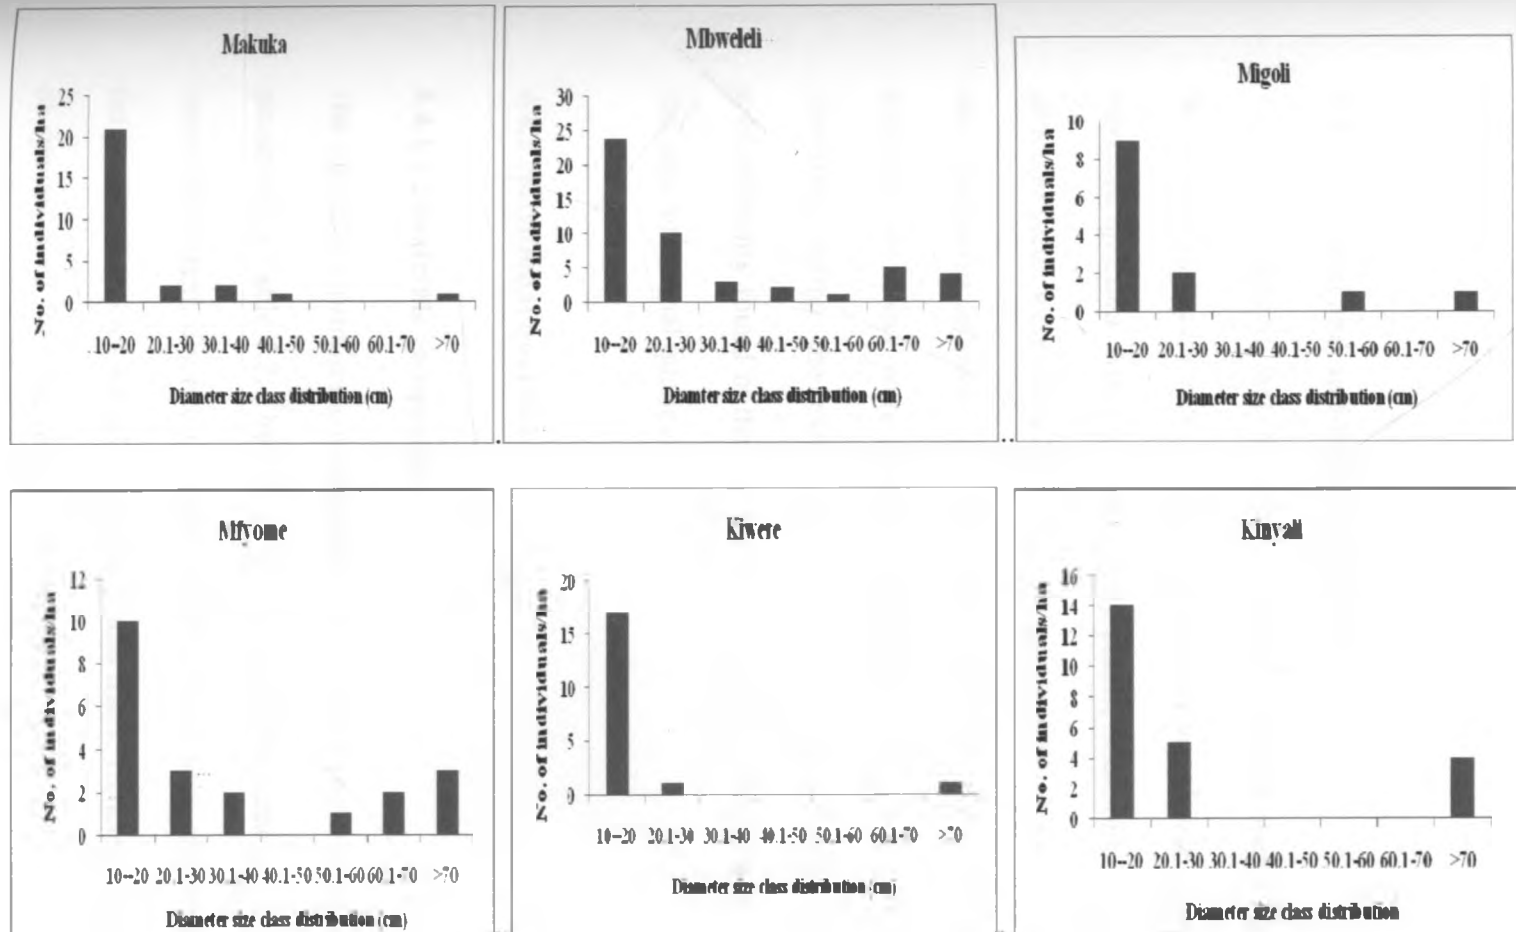 Makuka
No. of individuals/ha
25
20
15
10
5
0
10--20 20.1-30 30.1-40 40.1-50 50.1-60 60.1-70 >70
Diameter size class distribution (cm)
Mbweleli
No. of individuals/ha
30
25
20
15
10
5
0
10--20 20.1-30 30.1-40 40.1-50 50.1-60 60.1-70 >70
Diamter size class distribution (cm)
Migoli
No. of individuals/ha
10
8
6
4
2
0
10--20 20.1-30 30.1-40 40.1-50 50.1-60 60.1-70 >70
Diameter size class distribution (cm)
Mfyome
No. of individuals/ha
12
10
8
6
4
2
0
10--20 20.1-30 30.1-40 40.1-50 50.1-60 60.1-70 >70
Diameter size class distribution (cm)
Kiwere
No. of individuals/ha
20
15
10
5
0
10--20 20.1-30 30.1-40 40.1-50 50.1-60 60.1-70 >70
Diameter size class distribution (cm)
Kinyali
No. of individuals/ha
16
14
12
10
8
6
4
2
0
10--20 20.1-30 30.1-40 40.1-50 50.1-60 60.1-70 >70
Diameter size class distribution